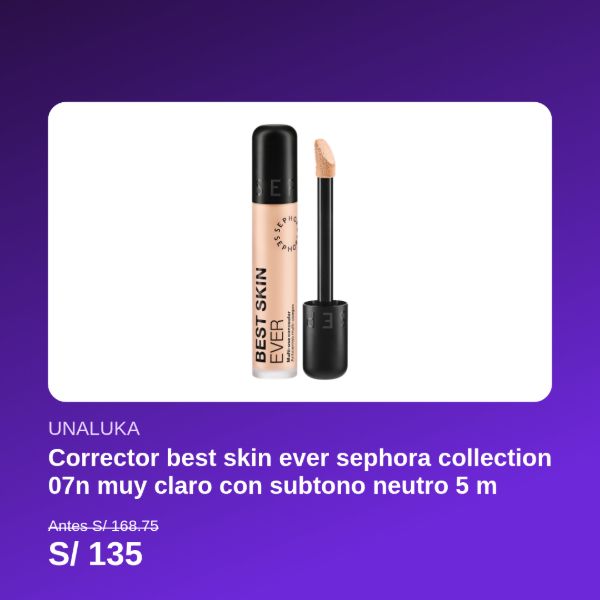 BEST SKIN
EVER
UNALUKA
Corrector best skin ever sephora collection
07n muy claro con subtono neutro 5 m
Antes S/ 168.75
S/ 135